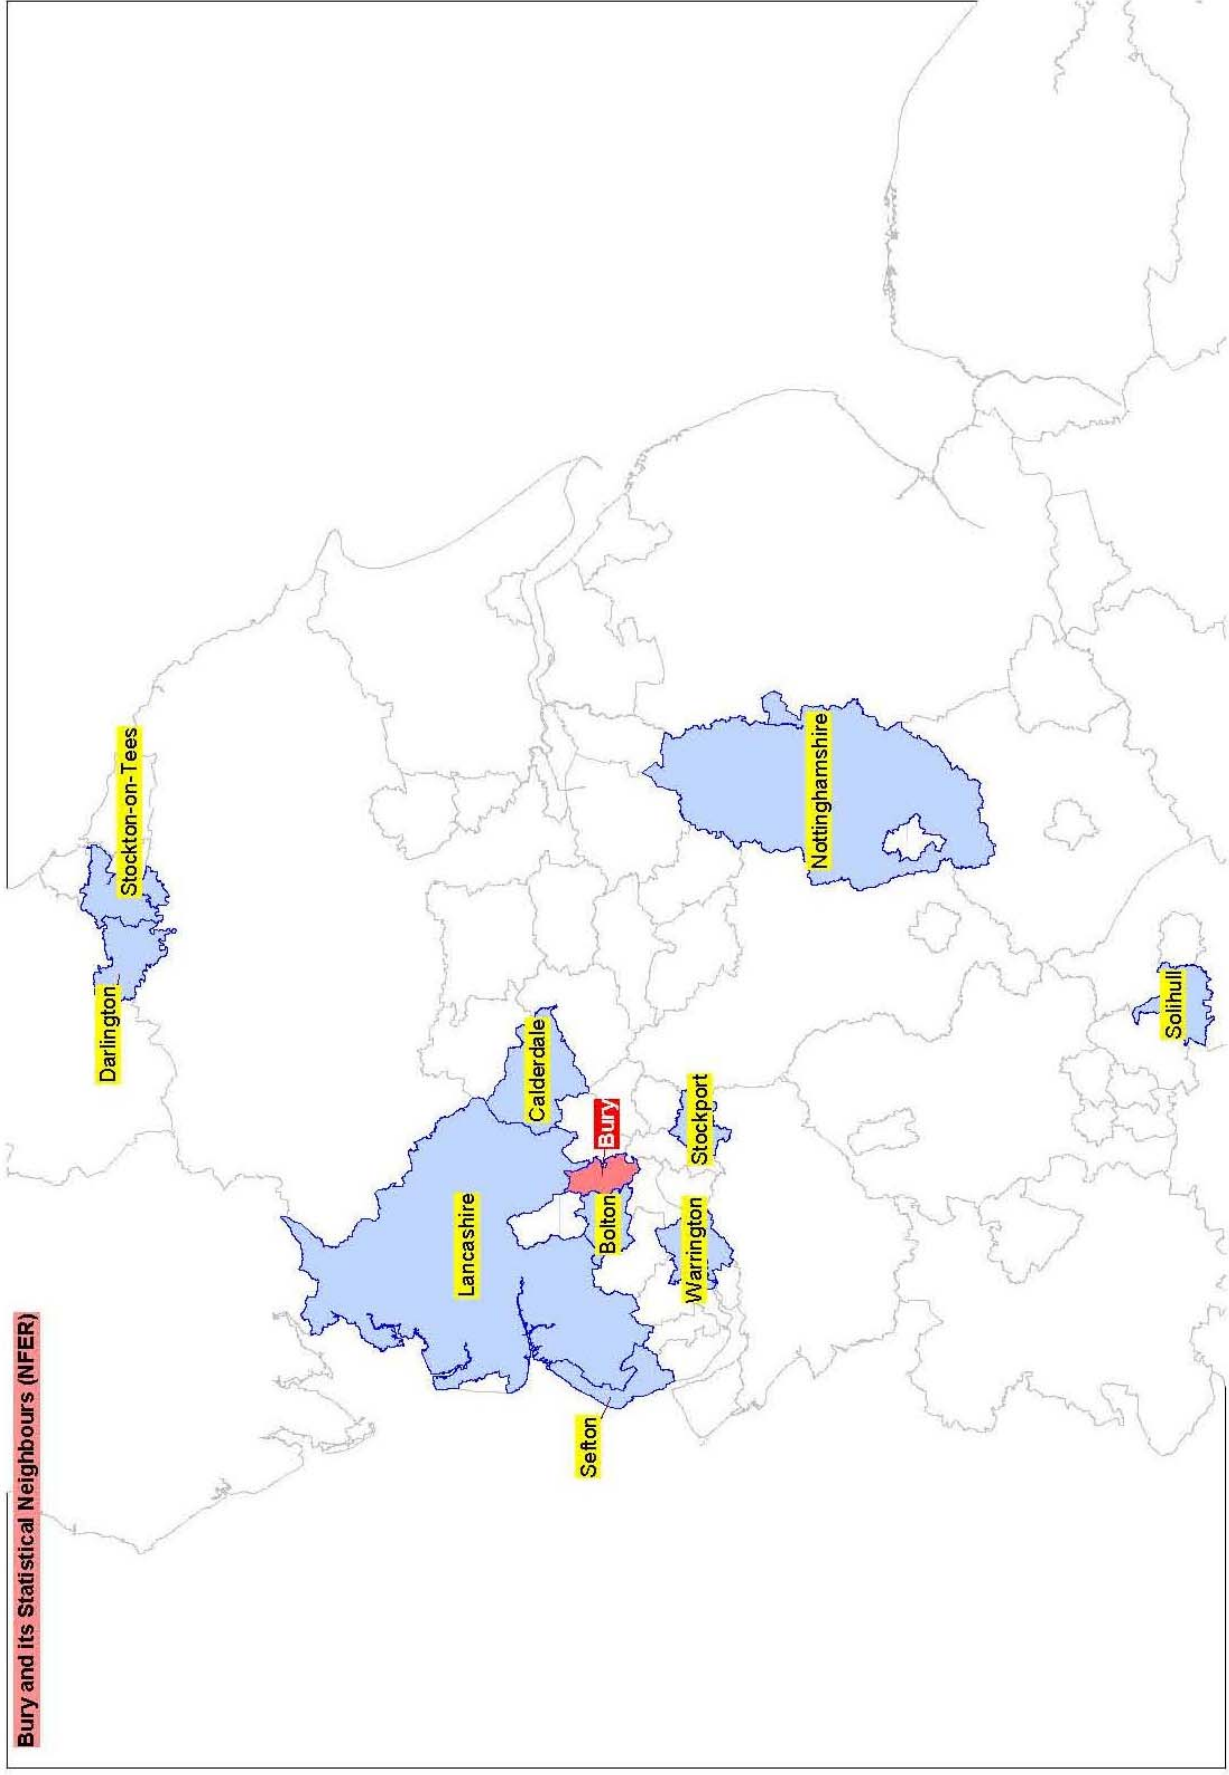 Bury and its Statistical Neighbours (NFER)
Darlington
Stockton-on-Tees
Lancashire
Calderdale
Sefton
Bolton
Bury
Warrington
Stockport
Nottinghamshire
Solihull